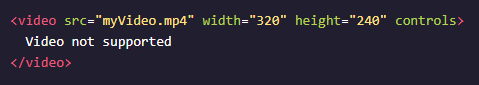 <video src="myVideo.mp4" width="320" height="240" controls>
  Video not supported
</video>